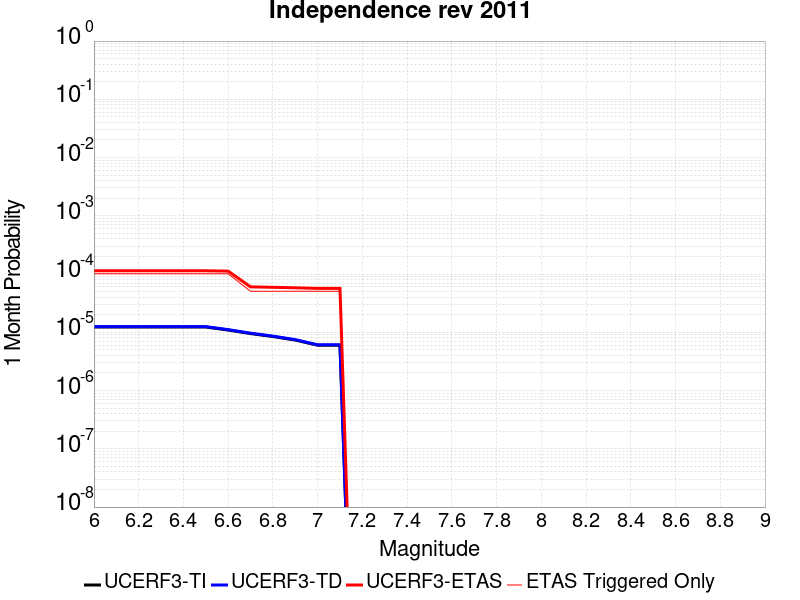 Independence rev 2011
1 Month Probability
10^0
10^-1
10^-2
10^-3
10^-4
10^-5
10^-6
10^-7
10^-8
6 6.2 6.4 6.6 6.8 7 7.2 7.4 7.6 7.8 8 8.2 8.4 8.6 8.8 9
Magnitude
UCERF3-TI UCERF3-TD UCERF3-ETAS ETAS Triggered Only